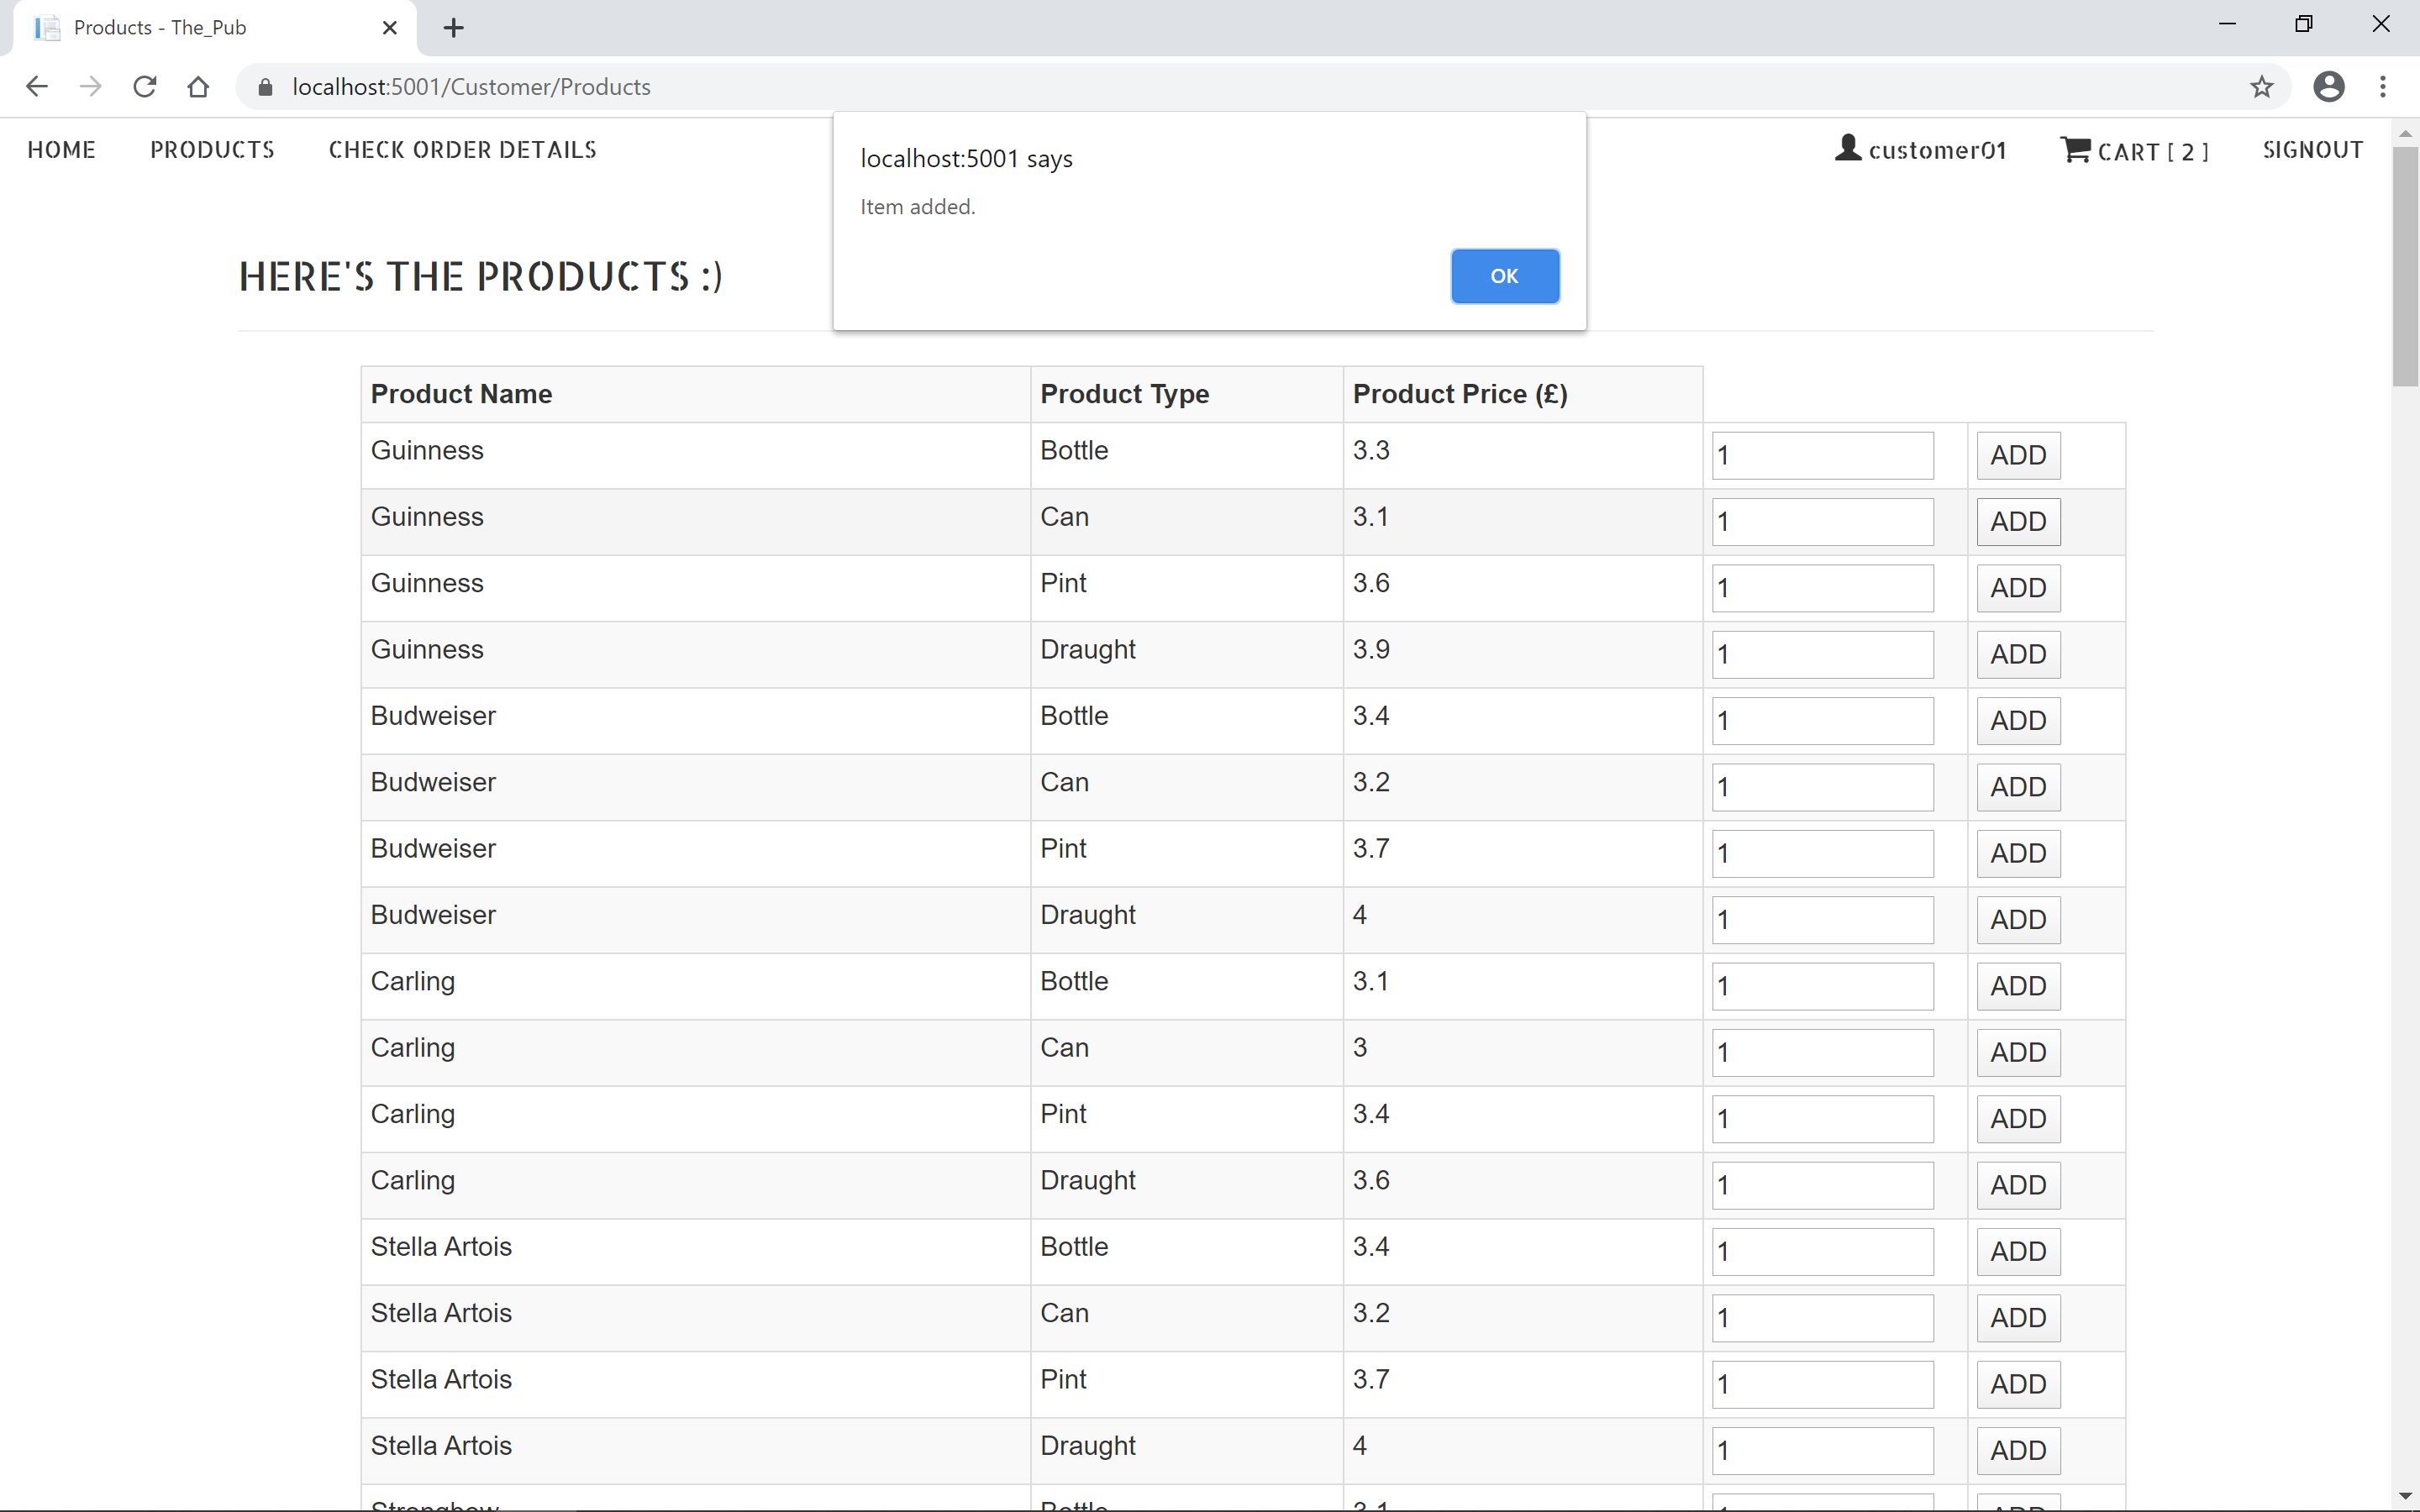 Products - The_Pub
localhost:5001/Customer/Products
HOME PRODUCTS CHECK ORDER DETAILS customer01 CART [ 2 ] SIGNOUT
localhost:5001 says
Item added.
OK
HERE'S THE PRODUCTS :)
Product Name Product Type Product Price (£)
Guinness Bottle 3.3 1 ADD
Guinness Can 3.1 1 ADD
Guinness Pint 3.6 1 ADD
Guinness Draught 3.9 1 ADD
Budweiser Bottle 3.4 1 ADD
Budweiser Can 3.2 1 ADD
Budweiser Pint 3.7 1 ADD
Budweiser Draught 4 1 ADD
Carling Bottle 3.1 1 ADD
Carling Can 3 1 ADD
Carling Pint 3.4 1 ADD
Carling Draught 3.6 1 ADD
Stella Artois Bottle 3.4 1 ADD
Stella Artois Can 3.2 1 ADD
Stella Artois Pint 3.7 1 ADD
Stella Artois Draught 4 1 ADD